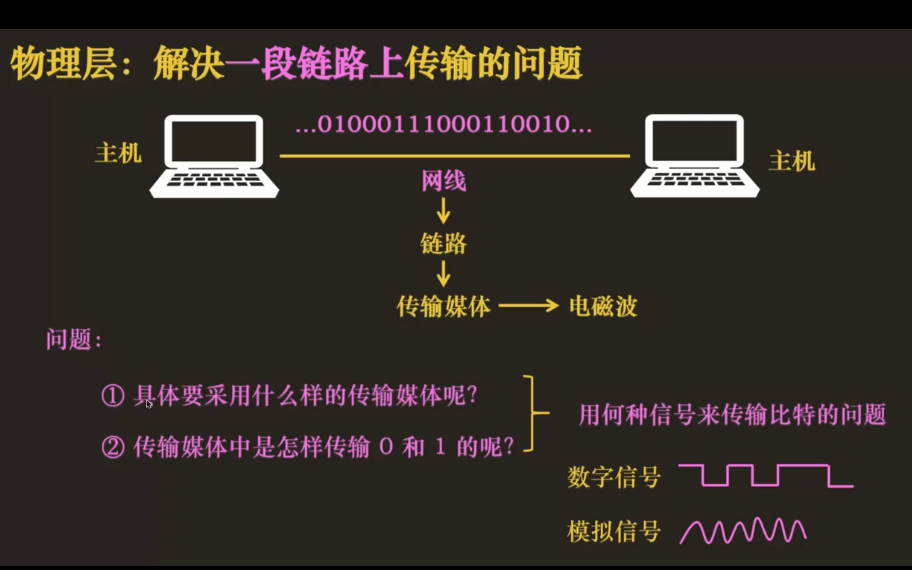 物理层：解决一段链路上传输的问题
...01000111000110010...
主机
主机
网线
链路
传输媒体
电磁波
问题：
① 具体要采用什么样的传输媒体呢？
② 传输媒体中是怎样传输 0 和 1 的呢？
用何种信号来传输比特的问题
数字信号
模拟信号